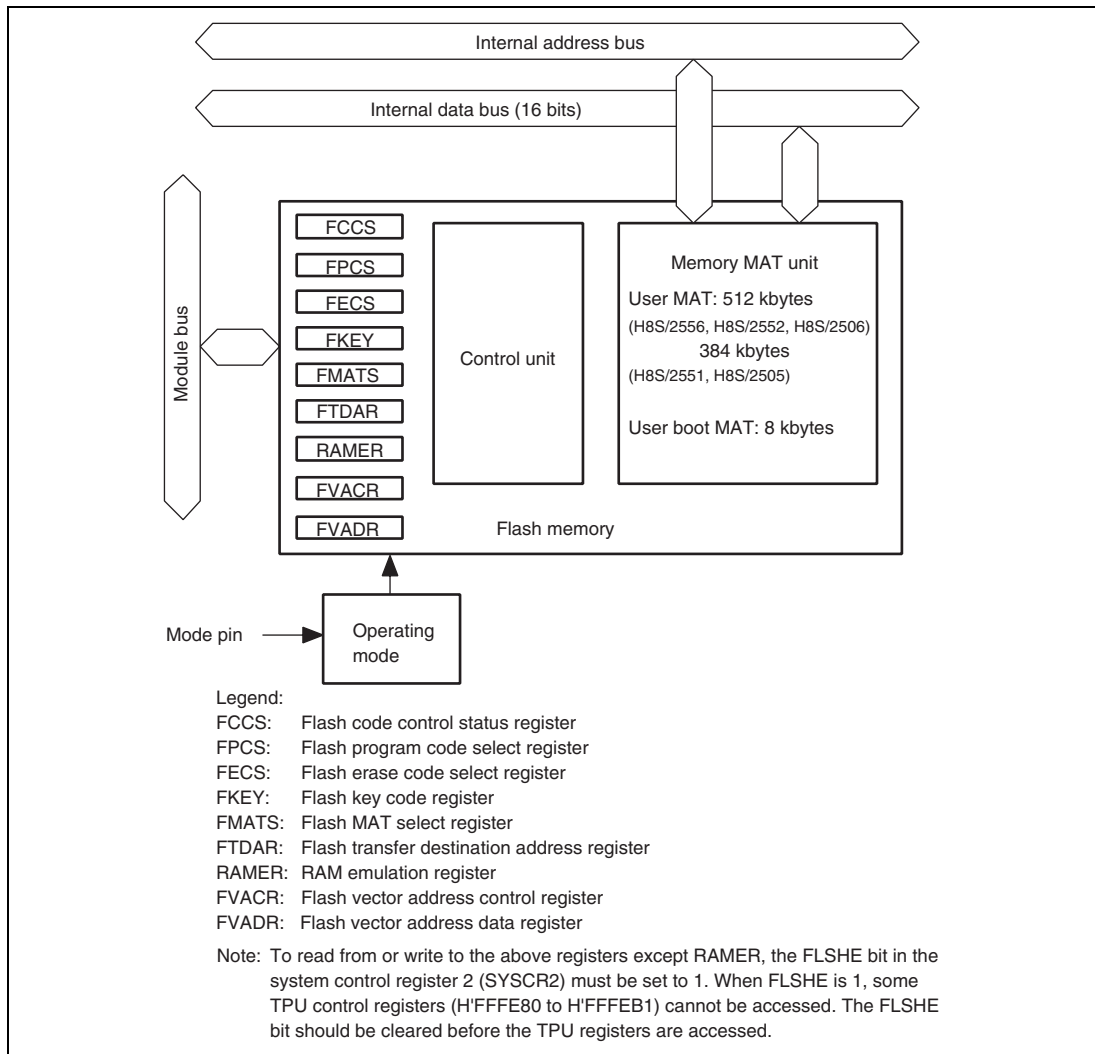 Internal address bus
Internal data bus (16 bits)
Module bus
FCCS
FPCS
FECS
FKEY
FMATS
FTDAR
RAMER
FVACR
FVADR
Control unit
Memory MAT unit
User MAT: 512 kbytes
(H8S/2556, H8S/2552, H8S/2506)
384 kbytes
(H8S/2551, H8S/2505)
User boot MAT: 8 kbytes
Flash memory
Mode pin
Operating
mode
Legend:
FCCS: Flash code control status register
FPCS: Flash program code select register
FECS: Flash erase code select register
FKEY: Flash key code register
FMATS: Flash MAT select register
FTDAR: Flash transfer destination address register
RAMER: RAM emulation register
FVACR: Flash vector address control register
FVADR: Flash vector address data register
Note: To read from or write to the above registers except RAMER, the FLSHE bit in the
system control register 2 (SYSCR2) must be set to 1. When FLSHE is 1, some
TPU control registers (H'FFFE80 to H'FFFEB1) cannot be accessed. The FLSHE
bit should be cleared before the TPU registers are accessed.